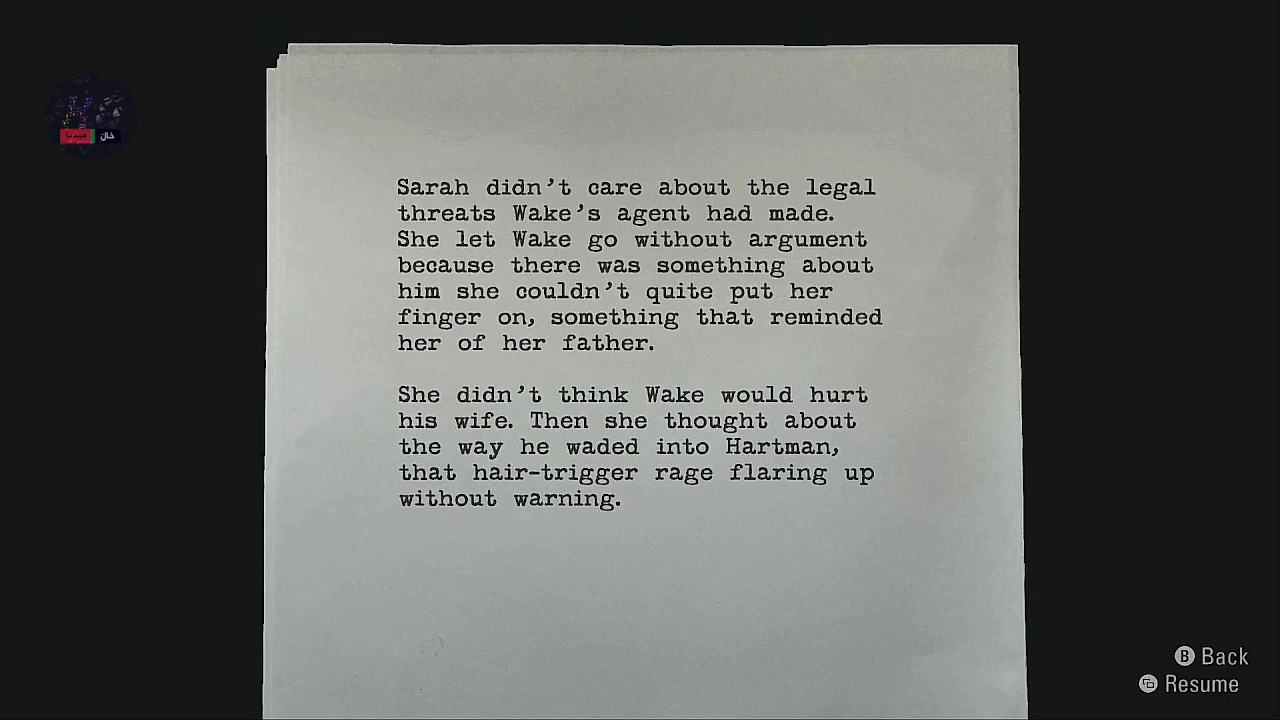 خان ميديا
Sarah didn't care about the legal
threats Wake's agent had made.
She let Wake go without argument
because there was something about
him she couldn't quite put her
finger on, something that reminded
her of her father.
She didn't think Wake would hurt
his wife. Then she thought about
the way he waded into Hartman,
that hair-trigger rage flaring up
without warning.
B Back
Resume